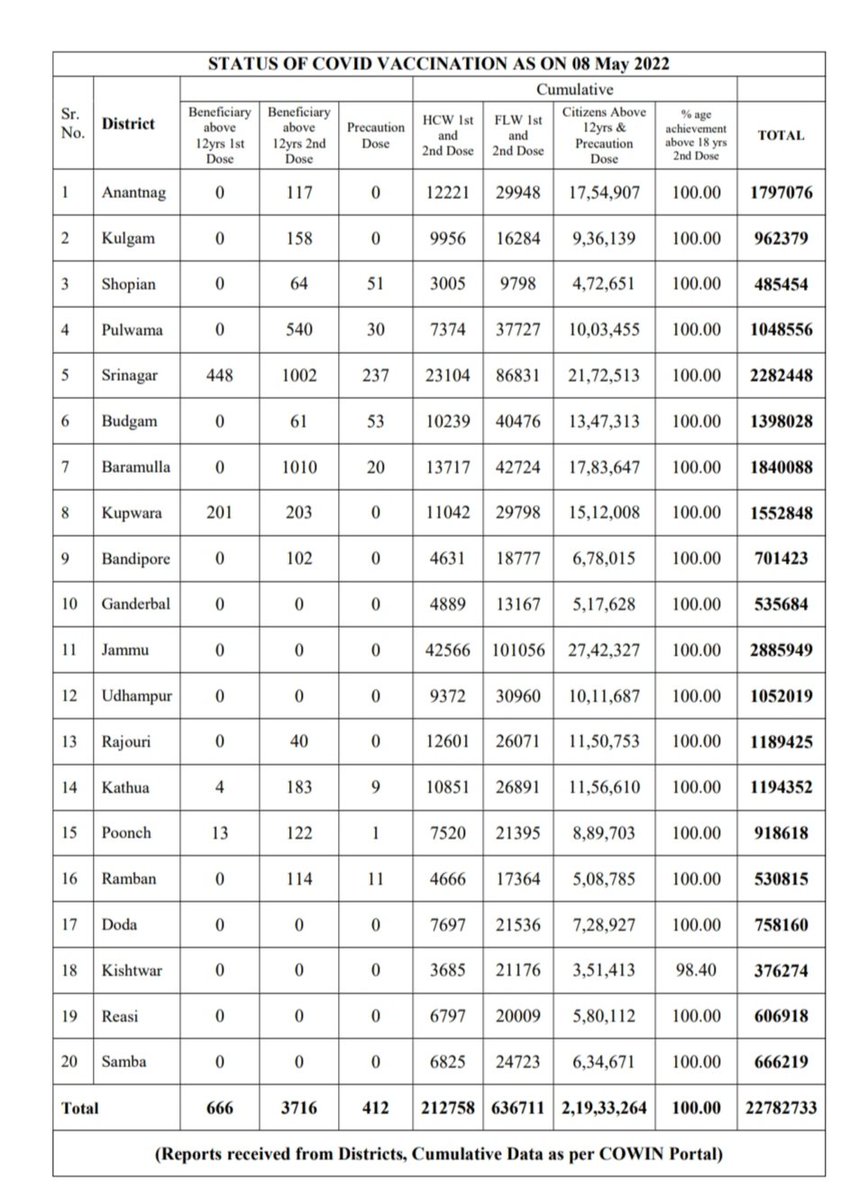 STATUS OF COVID VACCINATION AS ON 08 May 2022
Cumulative
Sr. No. District Beneficiary above 12yrs 1st Dose Beneficiary above 12yrs 2nd Dose Precaution Dose HCW 1st and 2nd Dose FLW 1st and 2nd Dose Citizens Above 12yrs & Precaution Dose % age achievement above 18 yrs 2nd Dose TOTAL
1 Anantnag 0 117 0 12221 29948 17,54,907 100.00 1797076
2 Kulgam 0 158 0 9956 16284 9,36,139 100.00 962379
3 Shopian 0 64 51 3005 9798 4,72,651 100.00 485454
4 Pulwama 0 540 30 7374 37727 10,03,455 100.00 1048556
5 Srinagar 448 1002 237 23104 86831 21,72,513 100.00 2282448
6 Budgam 0 61 53 10239 40476 13,47,313 100.00 1398028
7 Baramulla 0 1010 20 13717 42724 17,83,647 100.00 1840088
8 Kupwara 201 203 0 11042 29798 15,12,008 100.00 1552848
9 Bandipore 0 102 0 4631 18777 6,78,015 100.00 701423
10 Ganderbal 0 0 0 4889 13167 5,17,628 100.00 535684
11 Jammu 0 0 0 42566 101056 27,42,327 100.00 2885949
12 Udhampur 0 0 0 9372 30960 10,11,687 100.00 1052019
13 Rajouri 0 40 0 12601 26071 11,50,753 100.00 1189425
14 Kathua 4 183 9 10851 26891 11,56,610 100.00 1194352
15 Poonch 13 122 1 7520 21395 8,89,703 100.00 918618
16 Ramban 0 114 11 4666 17364 5,08,785 100.00 530815
17 Doda 0 0 0 7697 21536 7,28,927 100.00 758160
18 Kishtwar 0 0 0 3685 21176 3,51,413 98.40 376274
19 Reasi 0 0 0 6797 20009 5,80,112 100.00 606918
20 Samba 0 0 0 6825 24723 6,34,671 100.00 666219
Total 666 3716 412 212758 636711 2,19,33,264 100.00 22782733
(Reports received from Districts, Cumulative Data as per COWIN Portal)